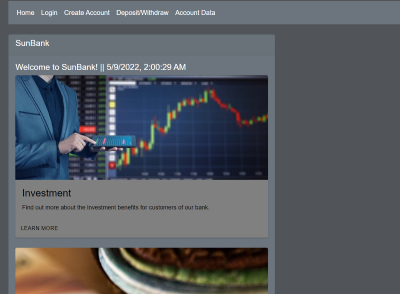 Home Login Create Account Deposit/Withdraw Account Data
SunBank
Welcome to SunBank! || 5/9/2022, 2:00:29 AM
Investment
Find out more about the investment benefits for customers of our bank.
LEARN MORE